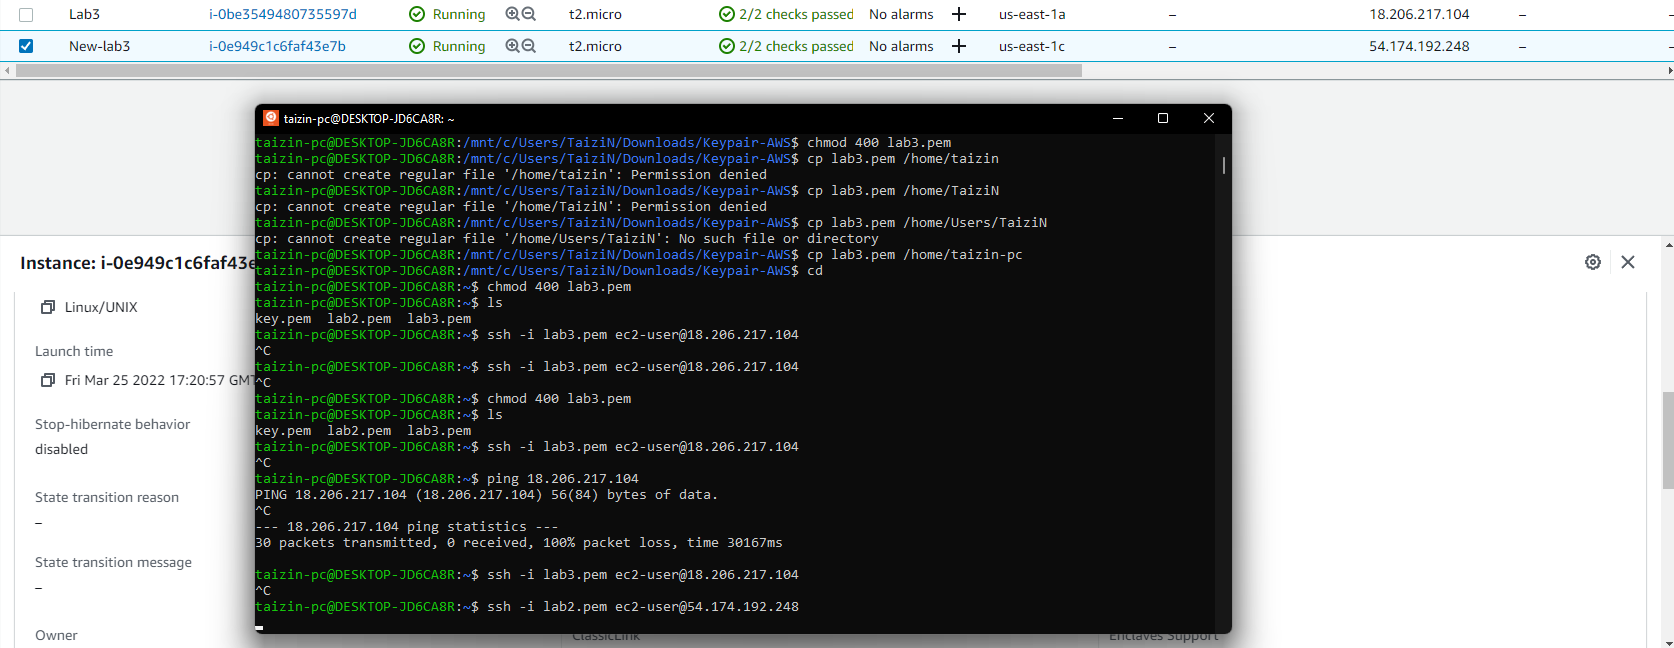 Lab3 i-0be3549480735597d Running t2.micro 2/2 checks passed No alarms + us-east-1a – 18.206.217.104 –
New-lab3 i-0e949c1c6faf43e7b Running t2.micro 2/2 checks passed No alarms + us-east-1c – 54.174.192.248 –
taizin-pc@DESKTOP-JD6CA8R: ~
taizin-pc@DESKTOP-JD6CA8R:/mnt/c/Users/TaiziN/Downloads/Keypair-AWS$ chmod 400 lab3.pem
taizin-pc@DESKTOP-JD6CA8R:/mnt/c/Users/TaiziN/Downloads/Keypair-AWS$ cp lab3.pem /home/taizin
cp: cannot create regular file '/home/taizin': Permission denied
taizin-pc@DESKTOP-JD6CA8R:/mnt/c/Users/TaiziN/Downloads/Keypair-AWS$ cp lab3.pem /home/TaiziN
cp: cannot create regular file '/home/TaiziN': Permission denied
taizin-pc@DESKTOP-JD6CA8R:/mnt/c/Users/TaiziN/Downloads/Keypair-AWS$ cp lab3.pem /home/Users/TaiziN
cp: cannot create regular file '/home/Users/TaiziN': No such file or directory
taizin-pc@DESKTOP-JD6CA8R:/mnt/c/Users/TaiziN/Downloads/Keypair-AWS$ cp lab3.pem /home/taizin-pc
taizin-pc@DESKTOP-JD6CA8R:/mnt/c/Users/TaiziN/Downloads/Keypair-AWS$ cd
taizin-pc@DESKTOP-JD6CA8R:~$ chmod 400 lab3.pem
taizin-pc@DESKTOP-JD6CA8R:~$ ls
key.pem  lab2.pem  lab3.pem
taizin-pc@DESKTOP-JD6CA8R:~$ ssh -i lab3.pem ec2-user@18.206.217.104
^C
taizin-pc@DESKTOP-JD6CA8R:~$ ssh -i lab3.pem ec2-user@18.206.217.104
^C
taizin-pc@DESKTOP-JD6CA8R:~$ chmod 400 lab3.pem
taizin-pc@DESKTOP-JD6CA8R:~$ ls
key.pem  lab2.pem  lab3.pem
taizin-pc@DESKTOP-JD6CA8R:~$ ssh -i lab3.pem ec2-user@18.206.217.104
^C
taizin-pc@DESKTOP-JD6CA8R:~$ ping 18.206.217.104
PING 18.206.217.104 (18.206.217.104) 56(84) bytes of data.
^C
--- 18.206.217.104 ping statistics ---
30 packets transmitted, 0 received, 100% packet loss, time 30167ms
taizin-pc@DESKTOP-JD6CA8R:~$ ssh -i lab3.pem ec2-user@18.206.217.104
^C
taizin-pc@DESKTOP-JD6CA8R:~$ ssh -i lab2.pem ec2-user@54.174.192.248
Instance: i-0e949c1c6faf43e
Linux/UNIX
Launch time
Fri Mar 25 2022 17:20:57 GMT
Stop-hibernate behavior
disabled
State transition reason
–
State transition message
–
Owner
ClassicLink
Enclaves Support